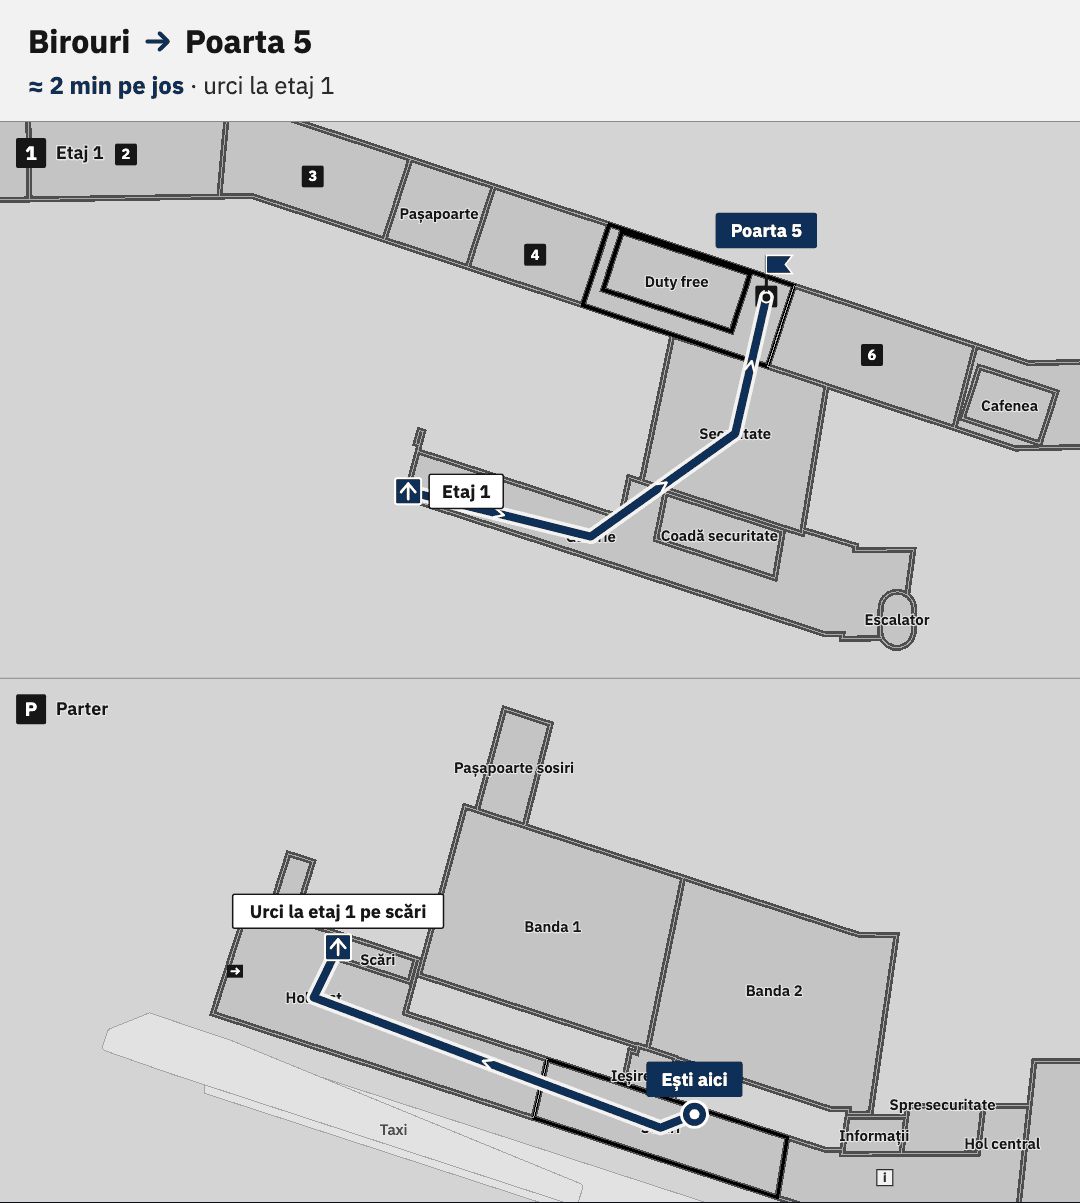 Birouri → Poarta 5
≈ 2 min pe jos · urci la etaj 1
1 Etaj 1 2
3
Pașapoarte
4
Poarta 5
Duty free
6
Cafenea
Etaj 1
Coadă securitate
Escalator
P Parter
Pașapoarte sosiri
Urci la etaj 1 pe scări
Banda 1
Scări
Banda 2
Ești aici
Spre securitate
Informații
Hol central
Taxi
i